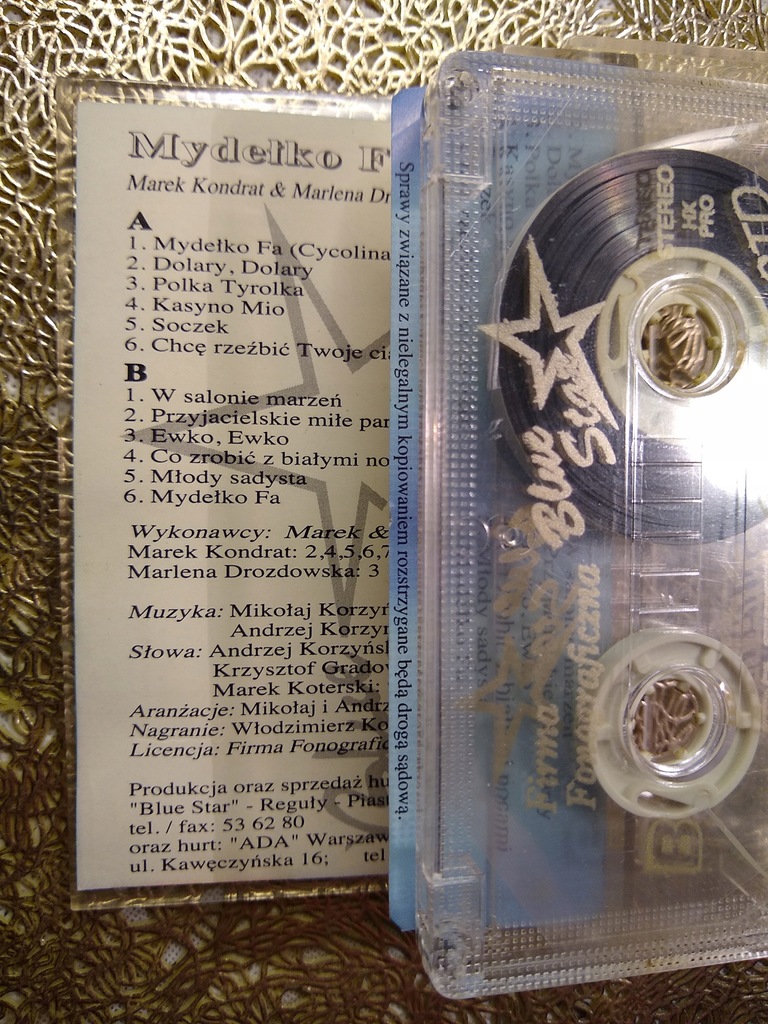 Mydełko F
Marek Kondrat & Marlena Dr
A
1. Mydełko Fa (Cycolina
2. Dolary, Dolary
3. Polka Tyrolka
4. Kasyno Mio
5. Soczek
6. Chcę rzeźbić Twoje cia
B
1. W salonie marzeń
2. Przyjacielskie miłe par
3. Ewko, Ewko
4. Co zrobić z białymi no
5. Młody sadysta
6. Mydełko Fa
Wykonawcy: Marek &
Marek Kondrat: 2,4,5,6,7
Marlena Drozdowska: 3
Muzyka: Mikołaj Korzyń
Andrzej Korzyń
Słowa: Andrzej Korzyńsk
Krzysztof Gradow
Marek Koterski:
Aranżacje: Mikołaj i Andrz
Nagranie: Włodzimierz Ko
Licencja: Firma Fonografic
Produkcja oraz sprzedaż hu
"Blue Star" - Reguły - Pias
tel. / fax: 53 62 80
oraz hurt: "ADA" Warszaw
ul. Kawęczyńska 16; tel
Sprawy związane z nielegalnym kopiowaniem rozstrzygane będą drogą sądową.
STEREO
HX
PRO
Blue
Star
Firma
Fonograficzna
B